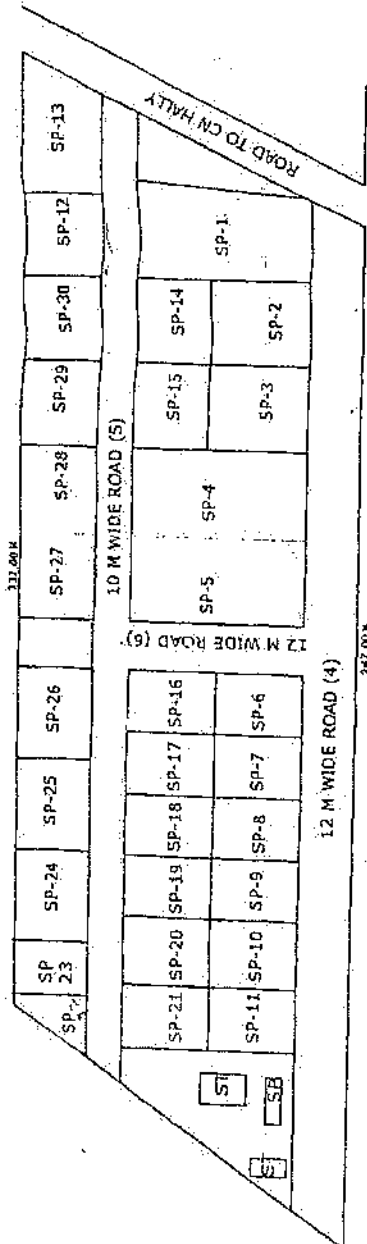 ROAD TO CN HALLY
SP-13
SP-12
SP-30
SP-29
SP-28
SP-27
SP-26
SP-25
SP-24
SP
23
232.00 M
10 M WIDE ROAD (5)
SP-1
SP-14
SP-2
SP-15
SP-3
SP-4
SP-5
12 M WIDE ROAD (6)
SP-16
SP-6
SP-17
SP-7
SP-18
SP-8
SP-19
SP-9
SP-20
SP-10
SP-21
SP-11
ST
SB
12 M WIDE ROAD (4)